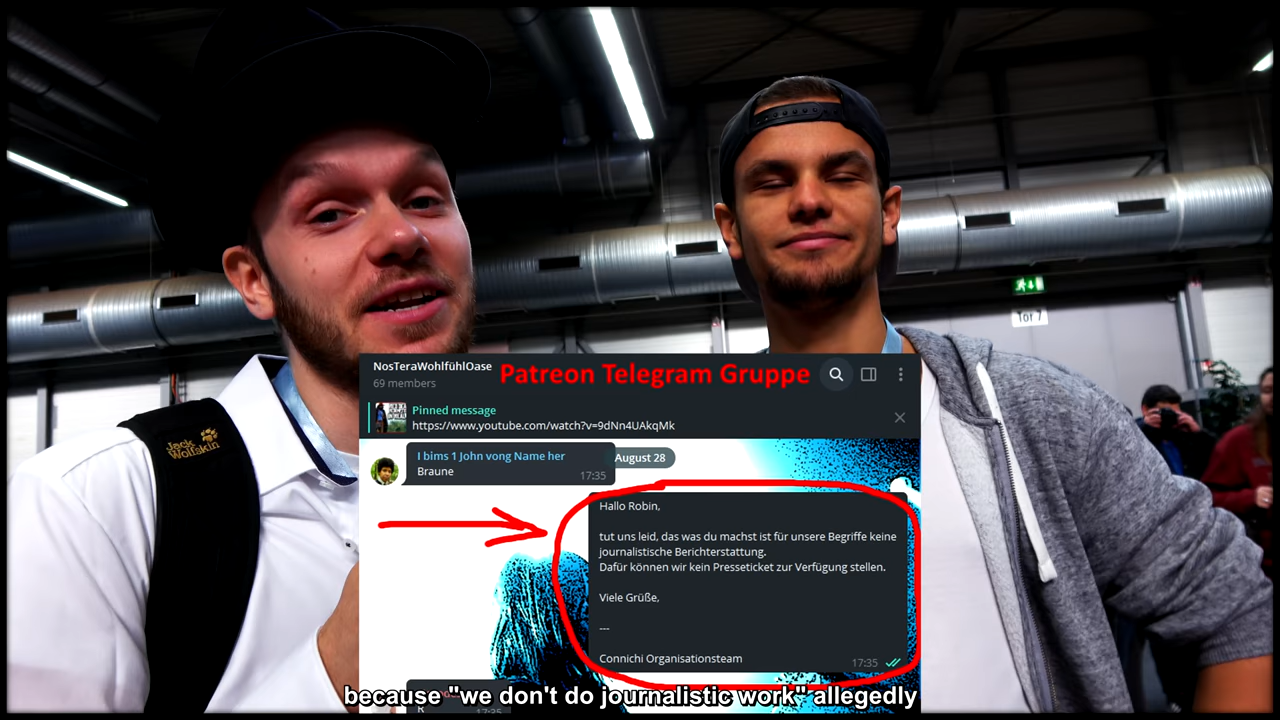 Tor 7
Jack
Wolfskin
NosTeraWohlfühlOase
69 members
Patreon Telegram Gruppe
Pinned message
https://www.youtube.com/watch?v=9dNn4UAkqMk
August 28
I bims 1 John vong Name her
Braune
17:35
Hallo Robin,
tut uns leid, das was du machst ist für unsere Begriffe keine
journalistische Berichterstattung.
Dafür können wir kein Presseticket zur Verfügung stellen.
Viele Grüße,
---
Connichi Organisationsteam
17:35
R
17:35
because "we don't do journalistic work" allegedly